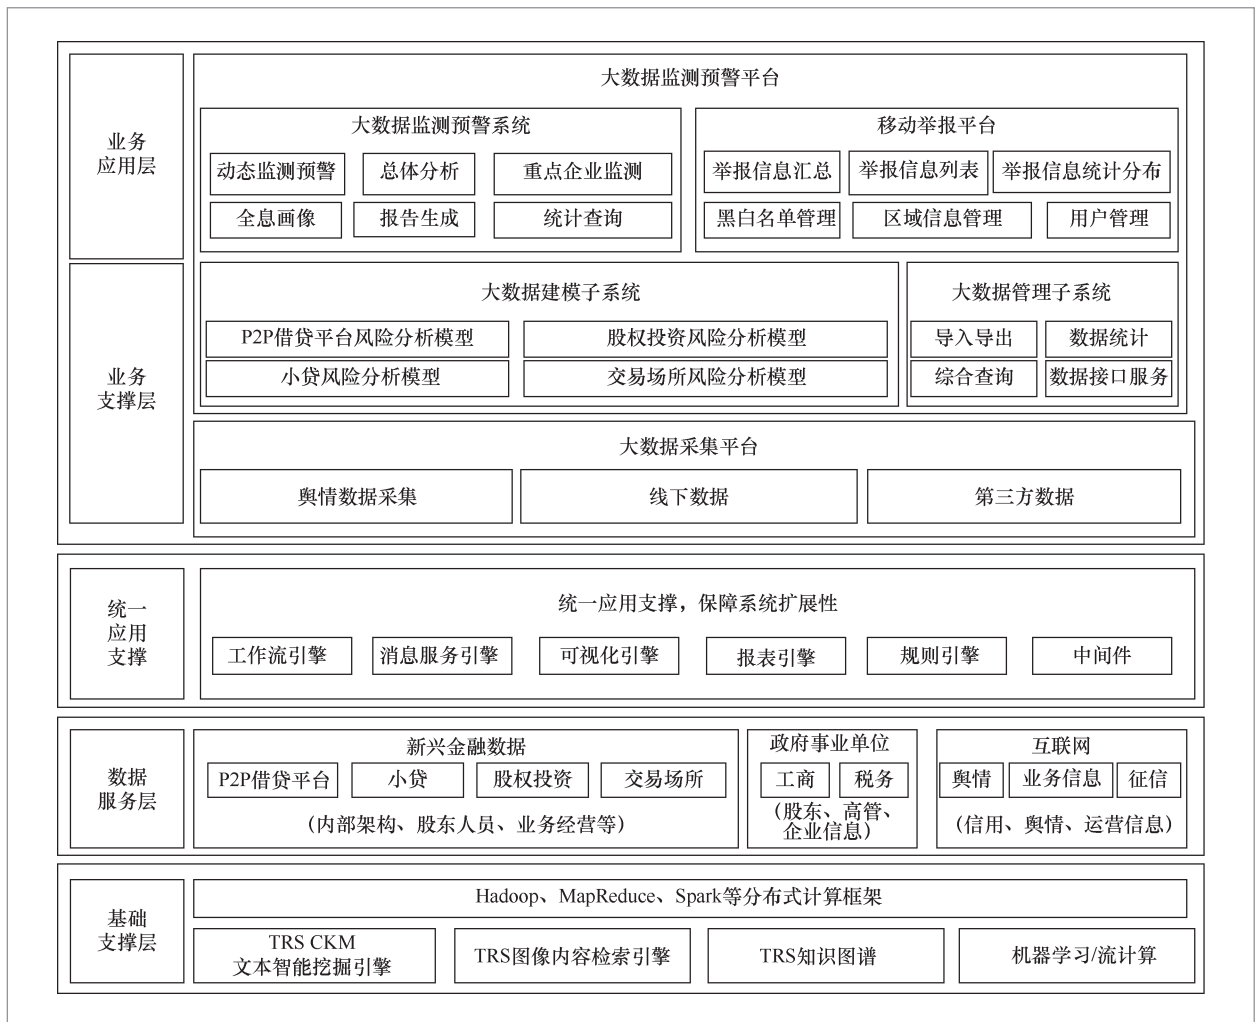 业务
应用层
大数据监测预警平台
大数据监测预警系统
动态监测预警
总体分析
重点企业监测
全息画像
报告生成
统计查询
移动举报平台
举报信息汇总
举报信息列表
举报信息统计分布
黑白名单管理
区域信息管理
用户管理
业务
支撑层
大数据建模子系统
P2P借贷平台风险分析模型
股权投资风险分析模型
小贷风险分析模型
交易场所风险分析模型
大数据管理子系统
导入导出
数据统计
综合查询
数据接口服务
大数据采集平台
舆情数据采集
线下数据
第三方数据
统一
应用
支撑
统一应用支撑，保障系统扩展性
工作流引擎
消息服务引擎
可视化引擎
报表引擎
规则引擎
中间件
数据
服务层
新兴金融数据
P2P借贷平台
小贷
股权投资
交易场所
（内部架构、股东人员、业务经营等）
政府事业单位
工商
税务
（股东、高管、
企业信息）
互联网
舆情
业务信息
征信
（信用、舆情、运营信息）
基础
支撑层
Hadoop、MapReduce、Spark等分布式计算框架
TRS CKM
文本智能挖掘引擎
TRS图像内容检索引擎
TRS知识图谱
机器学习/流计算